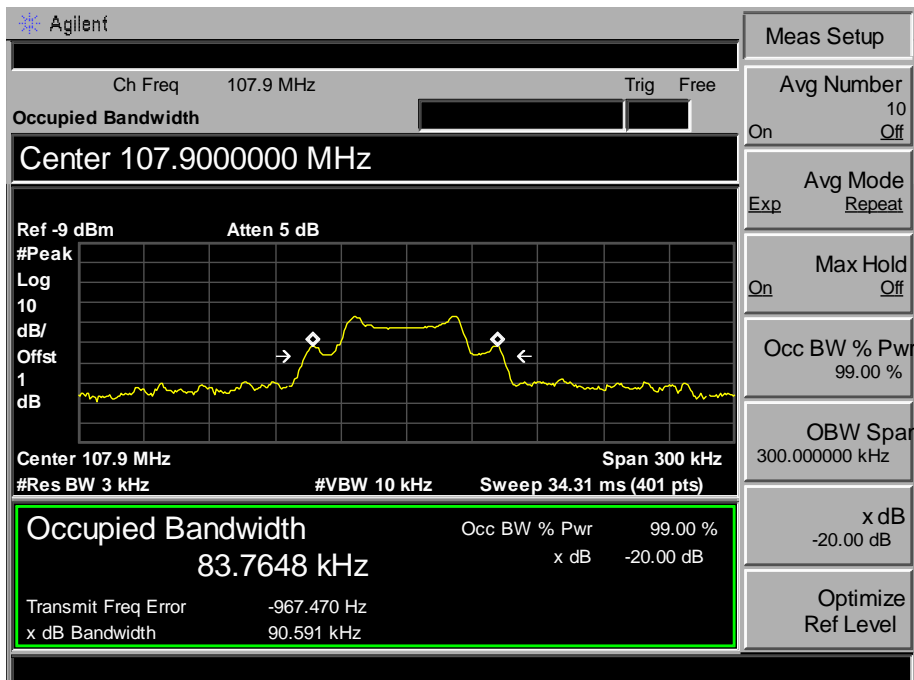 Agilent
Ch Freq 107.9 MHz Trig Free
Occupied Bandwidth
Center 107.9000000 MHz
Ref -9 dBm Atten 5 dB
#Peak
Log
10
dB/
Offst
1
dB
Center 107.9 MHz Span 300 kHz
#Res BW 3 kHz #VBW 10 kHz Sweep 34.31 ms (401 pts)
Occupied Bandwidth
83.7648 kHz
Occ BW % Pwr 99.00 %
x dB -20.00 dB
Transmit Freq Error -967.470 Hz
x dB Bandwidth 90.591 kHz
Meas Setup
Avg Number
10
On Off
Avg Mode
Exp Repeat
Max Hold
On Off
Occ BW % Pwr
99.00 %
OBW Span
300.000000 kHz
x dB
-20.00 dB
Optimize
Ref Level